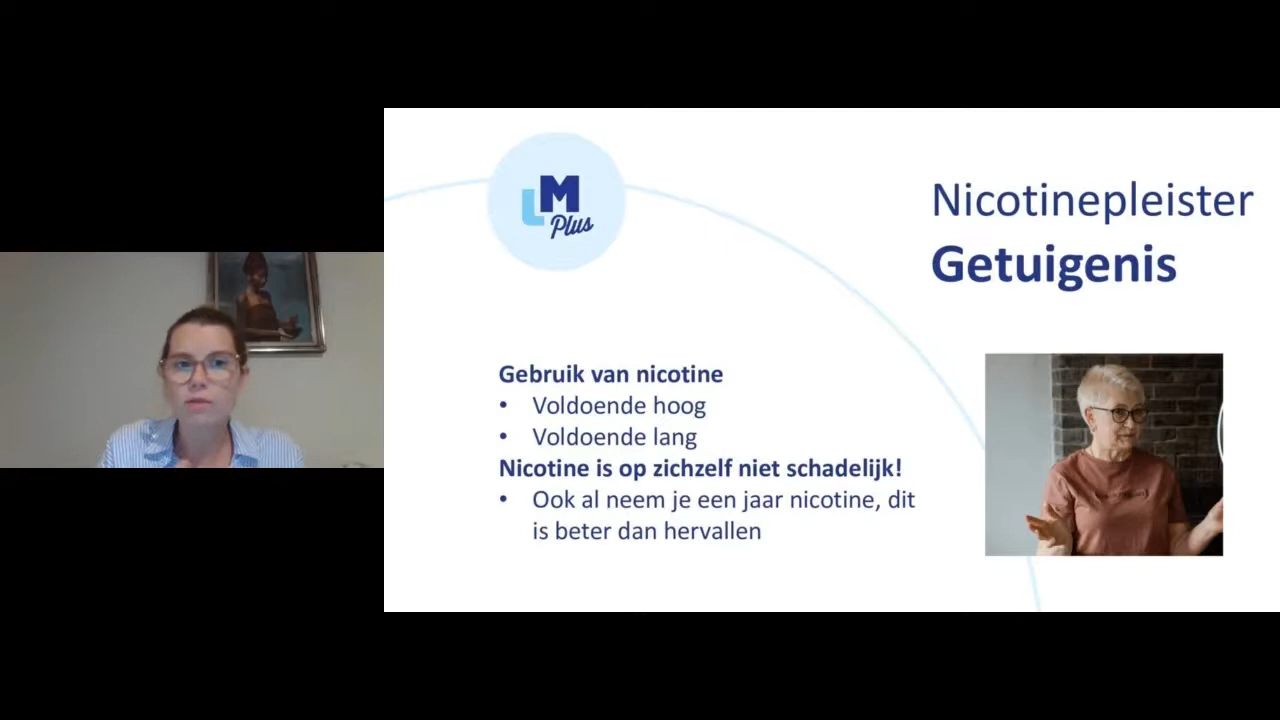 LM
Plus
Nicotinepleister
Getuigenis
Gebruik van nicotine
• Voldoende hoog
• Voldoende lang
Nicotine is op zichzelf niet schadelijk!
• Ook al neem je een jaar nicotine, dit
is beter dan hervallen